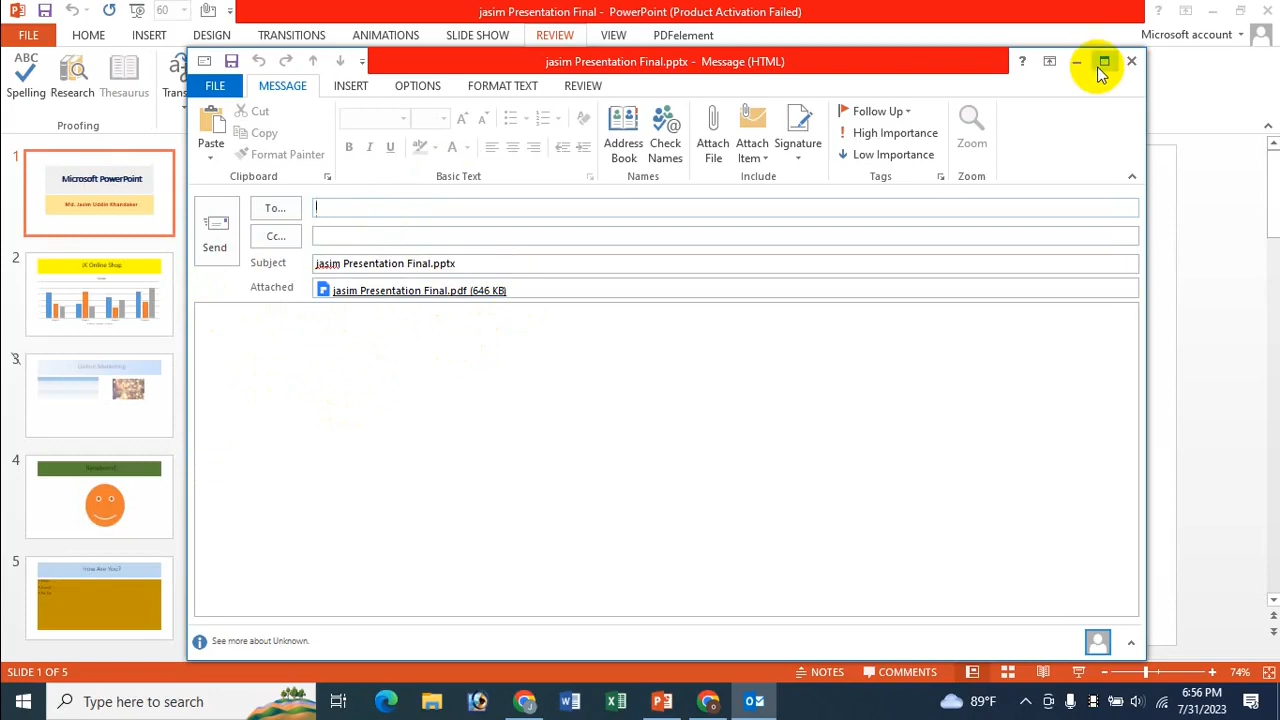 60
jasim Presentation Final - PowerPoint (Product Activation Failed)
?
FILE HOME INSERT DESIGN TRANSITIONS ANIMATIONS SLIDE SHOW REVIEW VIEW PDFelement
Microsoft account
ABC
Spelling Research Thesaurus
Proofing
jasim Presentation Final.pptx - Message (HTML)
?
FILE MESSAGE INSERT OPTIONS FORMAT TEXT REVIEW
Paste
Cut
Copy
Format Painter
Clipboard
B I U
Basic Text
Address Book
Check Names
Names
Attach File
Attach Item
Signature
Include
Follow Up
High Importance
Low Importance
Tags
Zoom
Zoom
Send
To...
Cc...
Subject jasim Presentation Final.pptx
Attached jasim Presentation Final.pdf (646 KB)
1
Microsoft PowerPoint
Md. Jasim Uddin Khandaker
2
JK Online Shop
3
Online Marketing
4
5
How Are You?
See more about Unknown.
SLIDE 1 OF 5
NOTES COMMENTS
74%
Type here to search
89°F
6:56 PM
7/31/2023